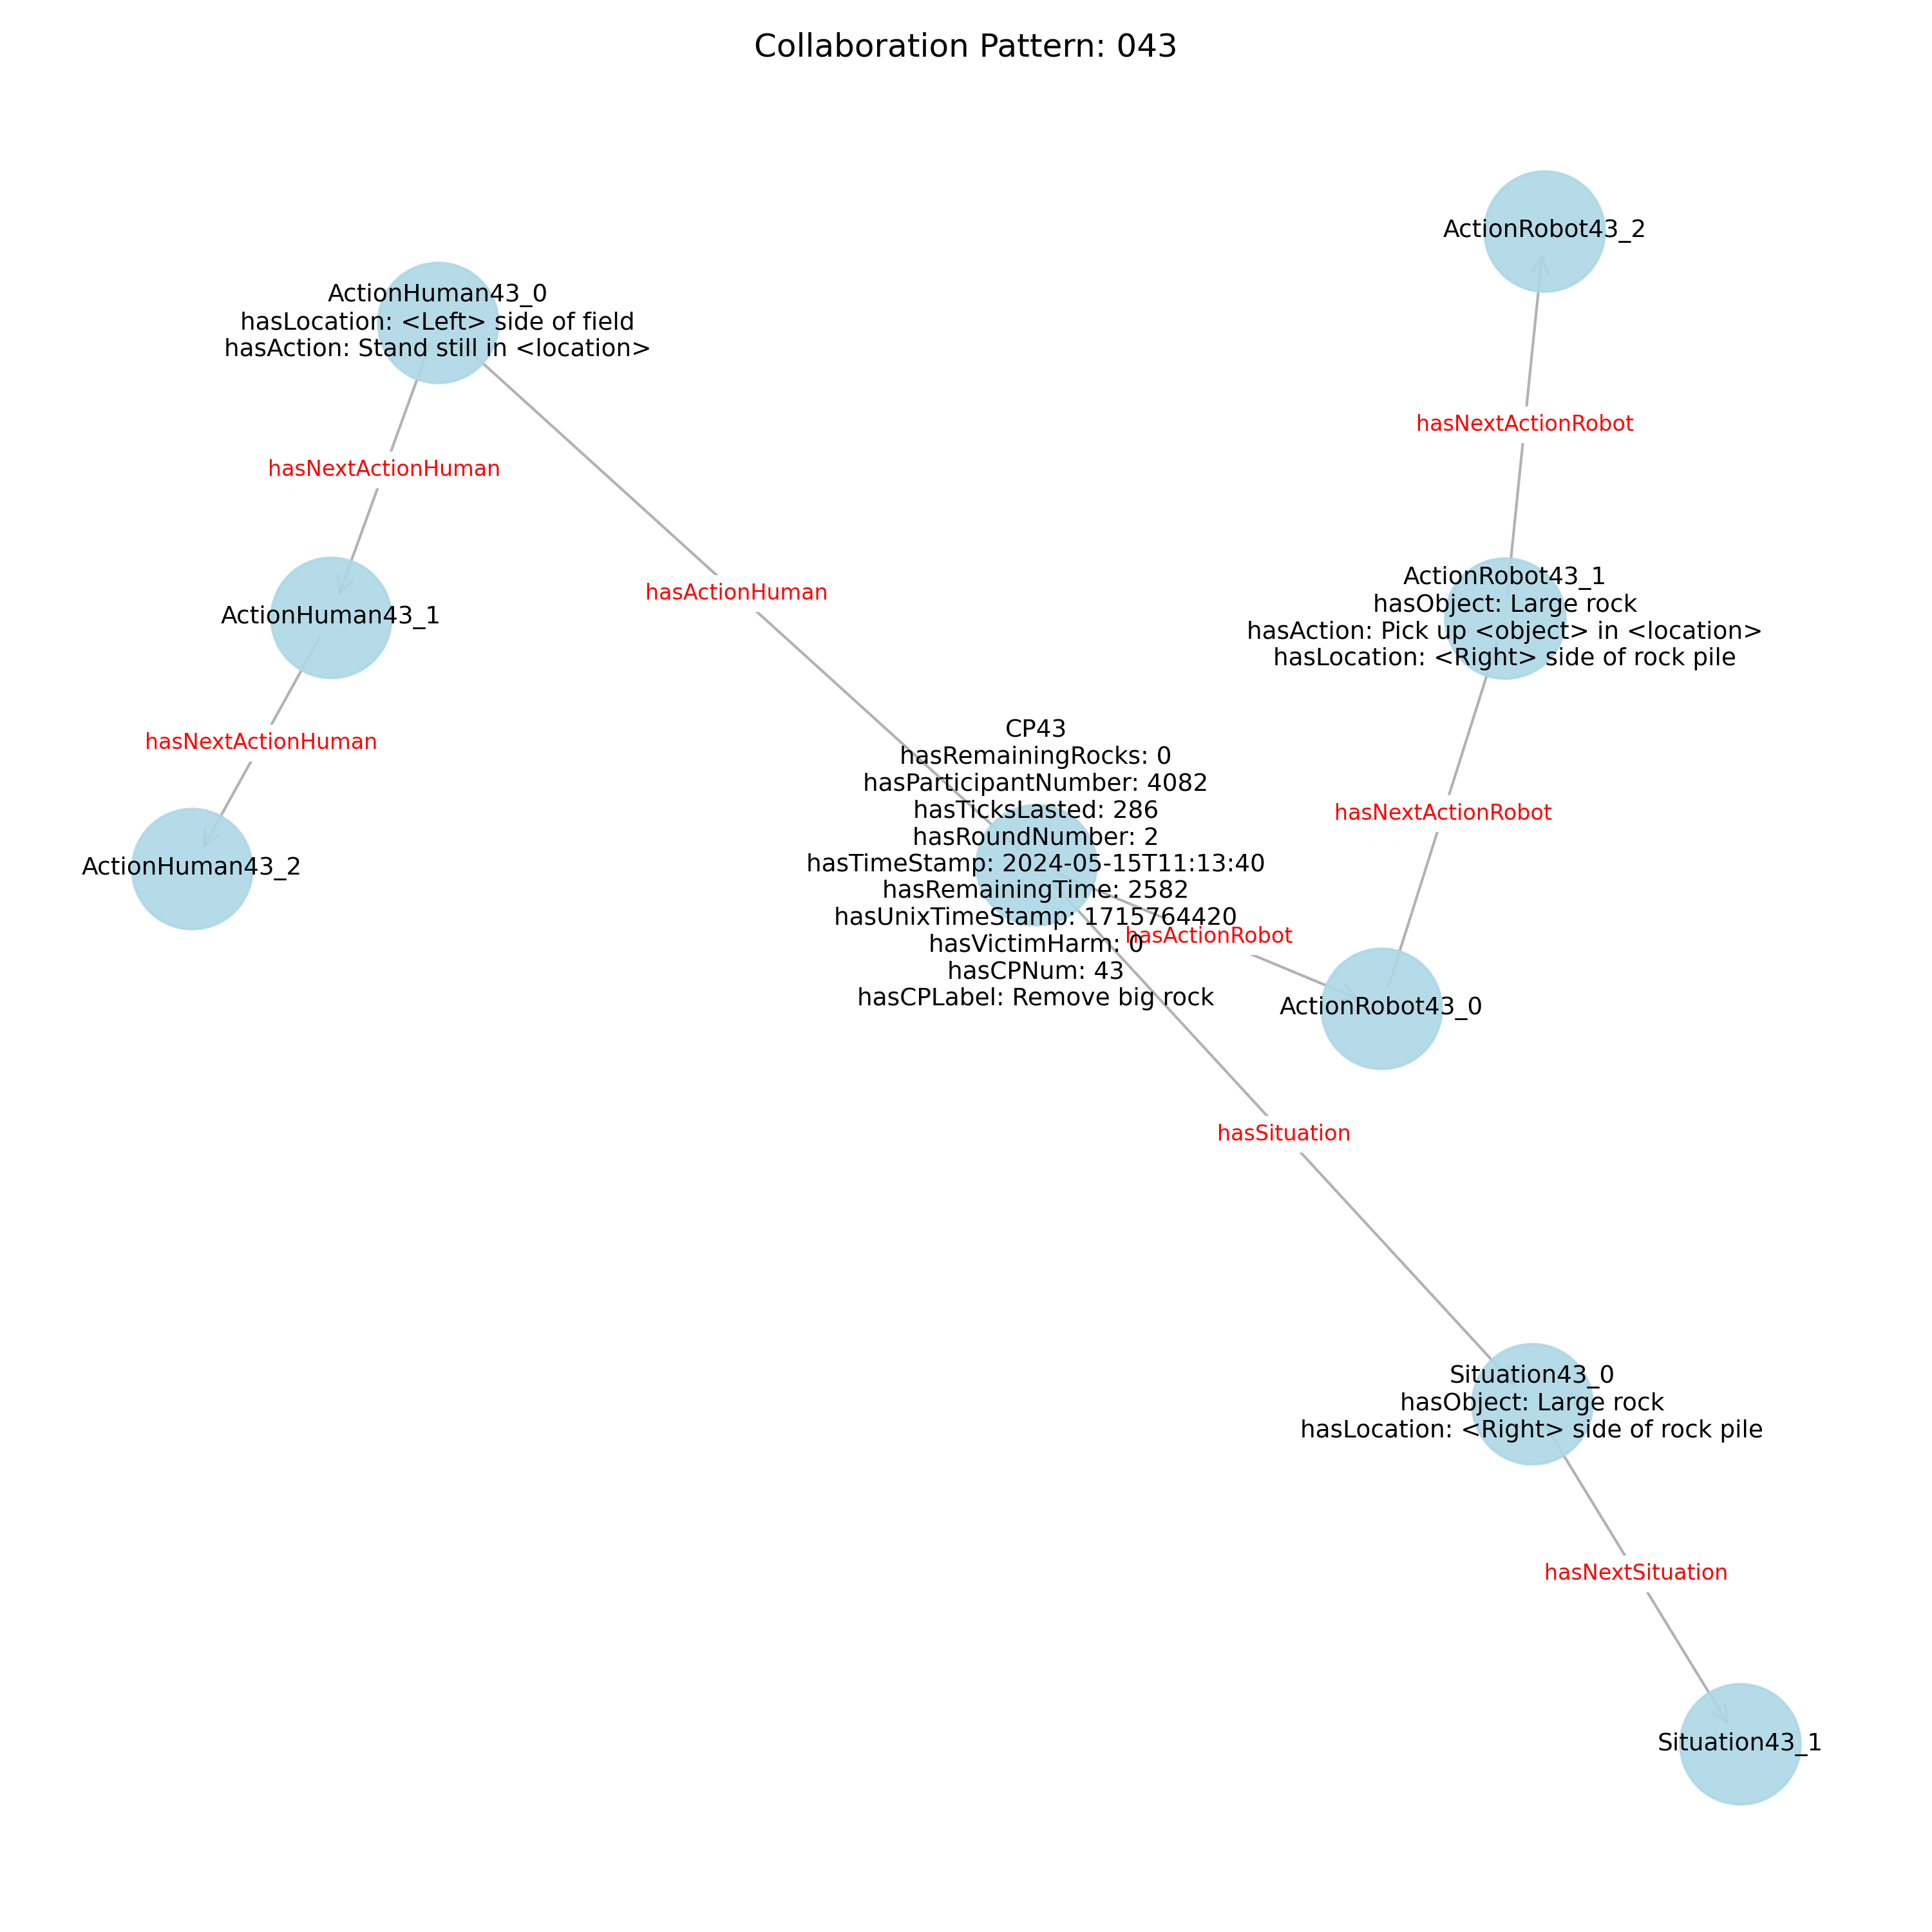 Collaboration Pattern: 043
ActionRobot43_2
ActionHuman43_0
hasLocation: <Left> side of field
hasAction: Stand still in <location>
hasNextActionRobot
hasNextActionHuman
ActionRobot43_1
hasObject: Large rock
hasAction: Pick up <object> in <location>
hasLocation: <Right> side of rock pile
hasActionHuman
ActionHuman43_1
hasNextActionHuman
CP43
hasRemainingRocks: 0
hasParticipantNumber: 4082
hasTicksLasted: 286
hasRoundNumber: 2
hasTimeStamp: 2024-05-15T11:13:40
hasRemainingTime: 2582
hasUnixTimeStamp: 1715764420
hasVictimHarm: 0
hasCPNum: 43
hasCPLabel: Remove big rock
hasNextActionRobot
ActionHuman43_2
hasActionRobot
ActionRobot43_0
hasSituation
Situation43_0
hasObject: Large rock
hasLocation: <Right> side of rock pile
hasNextSituation
Situation43_1